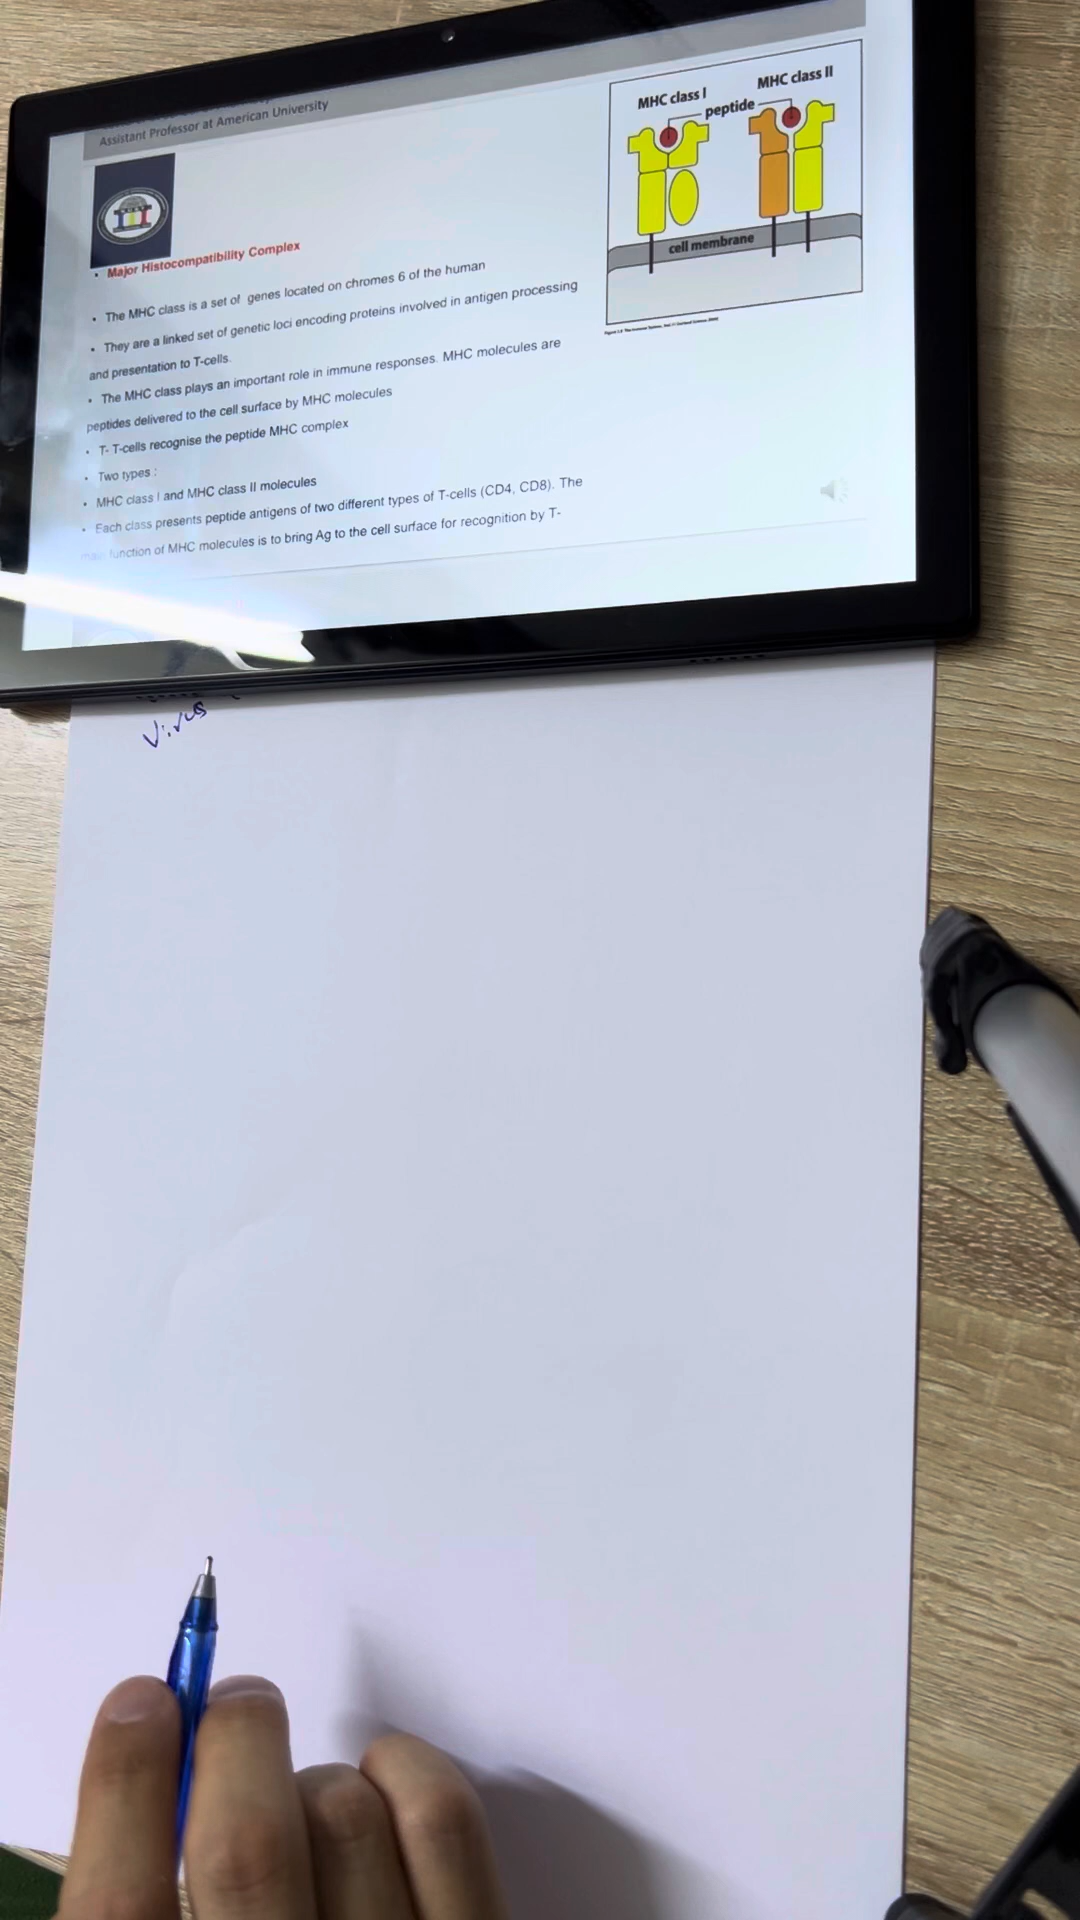 Assistant Professor at American University
• Major Histocompatibility Complex
• The MHC class is a set of genes located on chromes 6 of the human
• They are a linked set of genetic loci encoding proteins involved in antigen processing
and presentation to T-cells.
• The MHC class plays an important role in immune responses. MHC molecules are
peptides delivered to the cell surface by MHC molecules
• T- T-cells recognise the peptide MHC complex
• Two types :
• MHC class I and MHC class II molecules
• Each class presents peptide antigens of two different types of T-cells (CD4, CD8). The
main function of MHC molecules is to bring Ag to the cell surface for recognition by T-
MHC class I
MHC class II
peptide
cell membrane
Virus